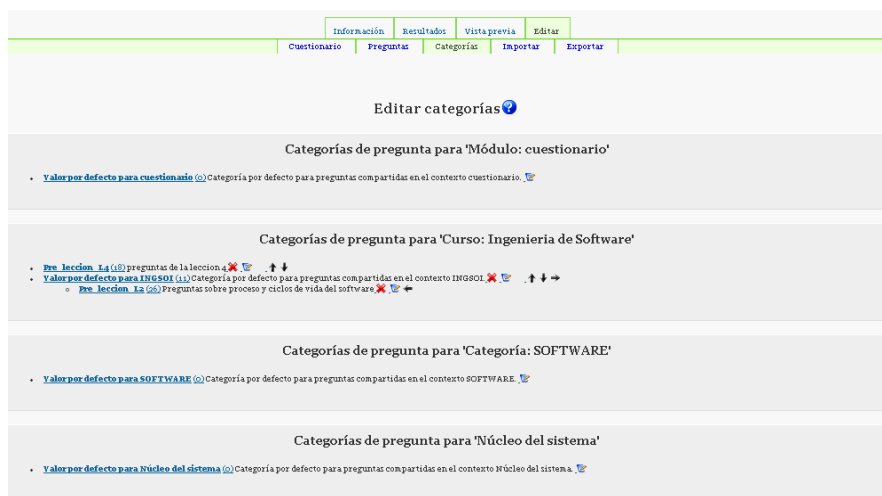 Información Resultados Vista previa Editar
Cuestionario Preguntas Categorías Importar Exportar
Editar categorías
Categorías de pregunta para 'Módulo: cuestionario'
Valor por defecto para cuestionario (0) Categoría por defecto para preguntas compartidas en el contexto cuestionario.
Categorías de pregunta para 'Curso: Ingenieria de Software'
Pre_leccion_L4 (18) preguntas de la leccion 4
Valor por defecto para INGSOI (11) Categoría por defecto para preguntas compartidas en el contexto INGSOI.
Pre_leccion_L2 (26) Preguntas sobre proceso y ciclos de vida del software
Categorías de pregunta para 'Categoría: SOFTWARE'
Valor por defecto para SOFTWARE (0) Categoría por defecto para preguntas compartidas en el contexto SOFTWARE.
Categorías de pregunta para 'Núcleo del sistema'
Valor por defecto para Núcleo del sistema (0) Categoría por defecto para preguntas compartidas en el contexto Núcleo del sistema.